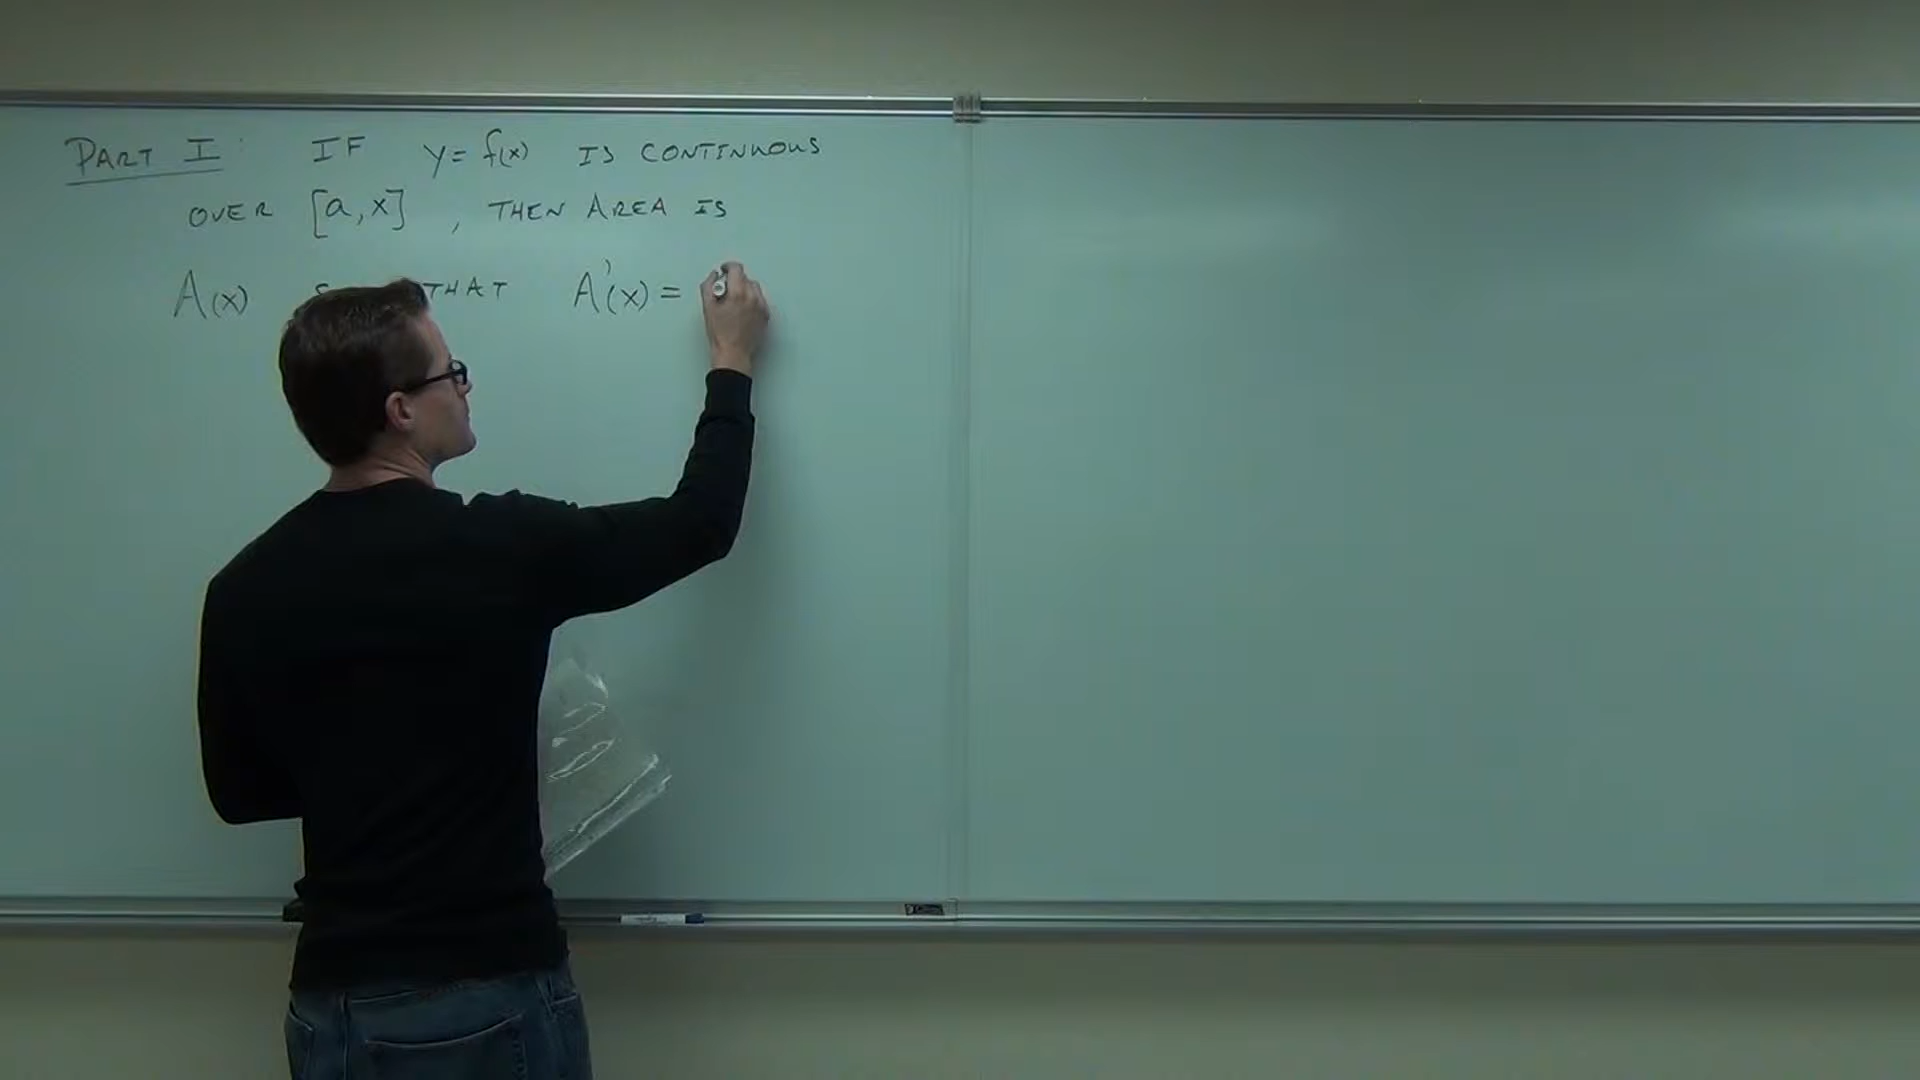 PART I: IF y = f(x) IS CONTINUOUS
OVER [a,x], THEN AREA IS
A(x) THAT A'(x) =